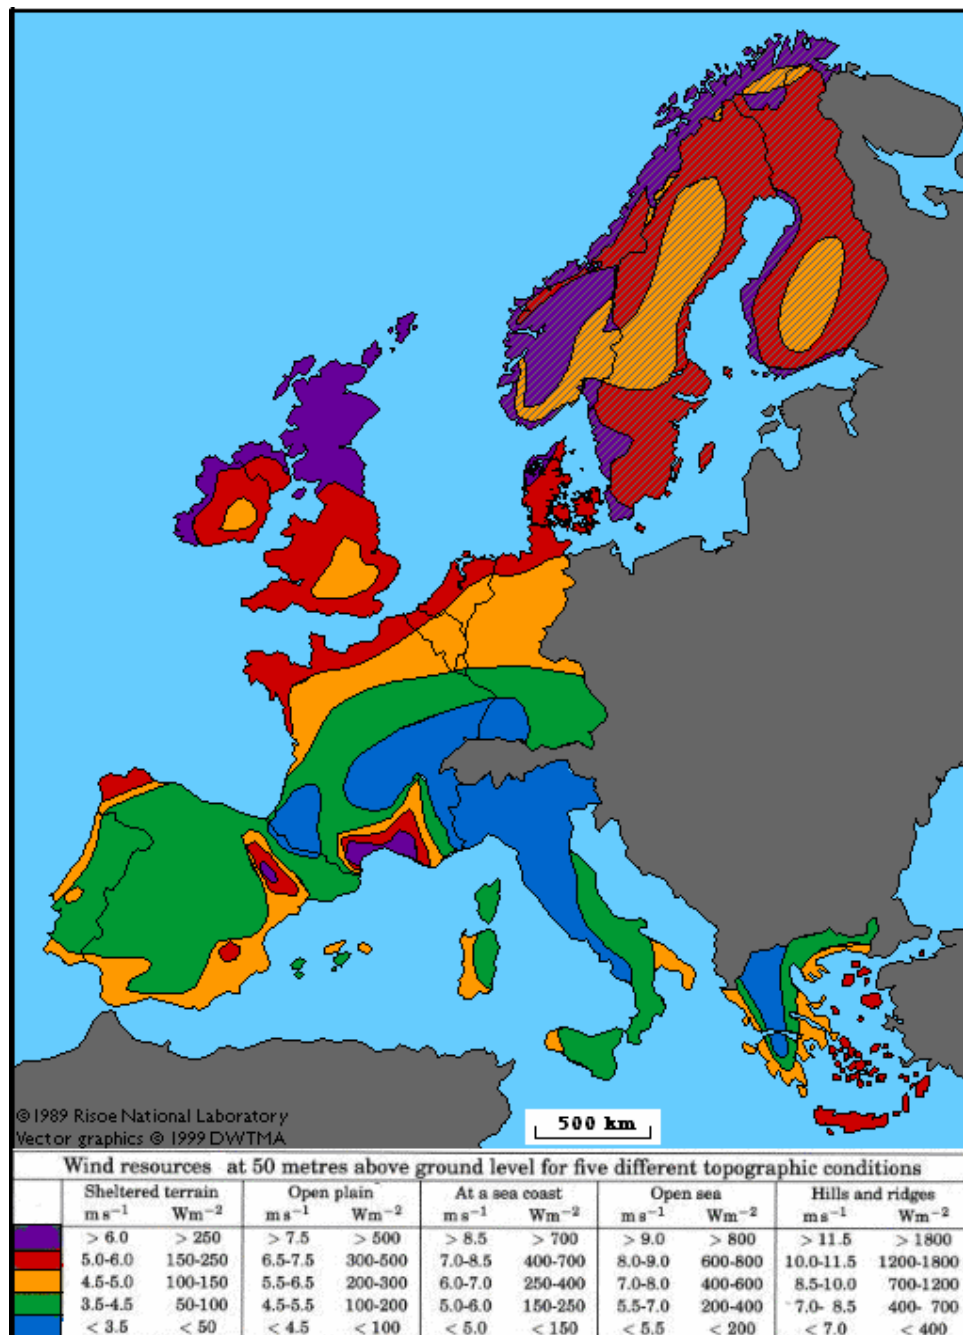 ©1989 Risoe National Laboratory
Vector graphics © 1999 DWTMA
500 km
Wind resources at 50 metres above ground level for five different topographic conditions
Sheltered terrain Open plain At a sea coast Open sea Hills and ridges
m s⁻¹ Wm⁻² m s⁻¹ Wm⁻² m s⁻¹ Wm⁻² m s⁻¹ Wm⁻² m s⁻¹ Wm⁻²
> 6.0 > 250 > 7.5 > 500 > 8.5 > 700 > 9.0 > 800 > 11.5 > 1800
5.0-6.0 150-250 6.5-7.5 300-500 7.0-8.5 400-700 8.0-9.0 600-800 10.0-11.5 1200-1800
4.5-5.0 100-150 5.5-6.5 200-300 6.0-7.0 250-400 7.0-8.0 400-600 8.5-10.0 700-1200
3.5-4.5 50-100 4.5-5.5 100-200 5.0-6.0 150-250 5.5-7.0 200-400 7.0- 8.5 400- 700
< 3.5 < 50 < 4.5 < 100 < 5.0 < 150 < 5.5 < 200 < 7.0 < 400